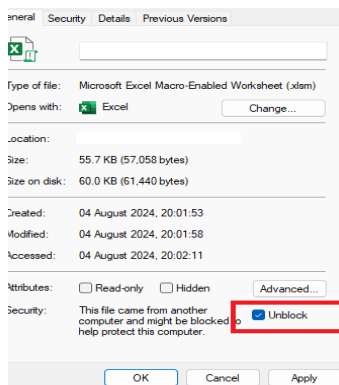 eneral Security Details Previous Versions
Type of file: Microsoft Excel Macro-Enabled Worksheet (.xlsm)
Opens with: Excel Change...
Location:
Size: 55.7 KB (57,058 bytes)
Size on disk: 60.0 KB (61,440 bytes)
Created: 04 August 2024, 20:01:53
Modified: 04 August 2024, 20:01:58
Accessed: 04 August 2024, 20:02:11
Attributes: Read-only Hidden Advanced...
Security: This file came from another
computer and might be blocked to Unblock
help protect this computer.
OK Cancel Apply